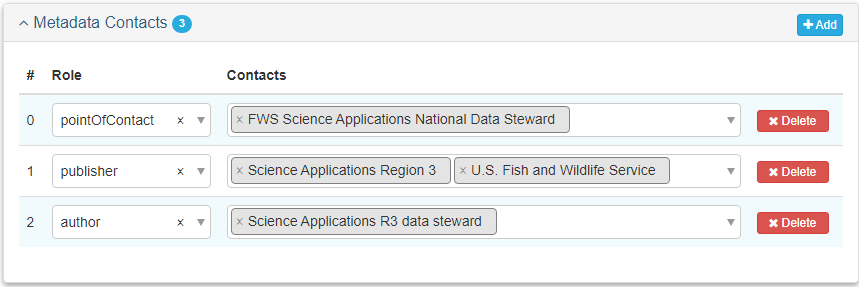 Metadata Contacts 3
Add
# Role Contacts
0 pointOfContact × × FWS Science Applications National Data Steward × Delete
1 publisher × × Science Applications Region 3 × U.S. Fish and Wildlife Service × Delete
2 author × × Science Applications R3 data steward × Delete